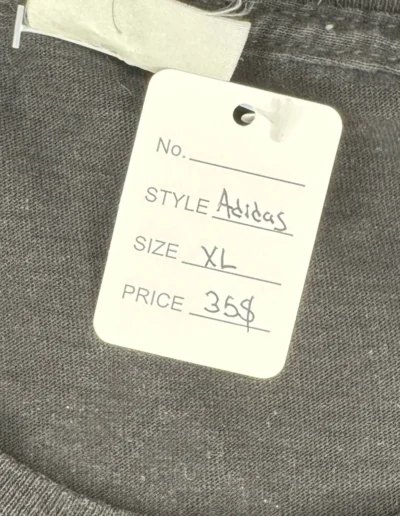 No.
STYLE Adidas
SIZE XL
PRICE 35$